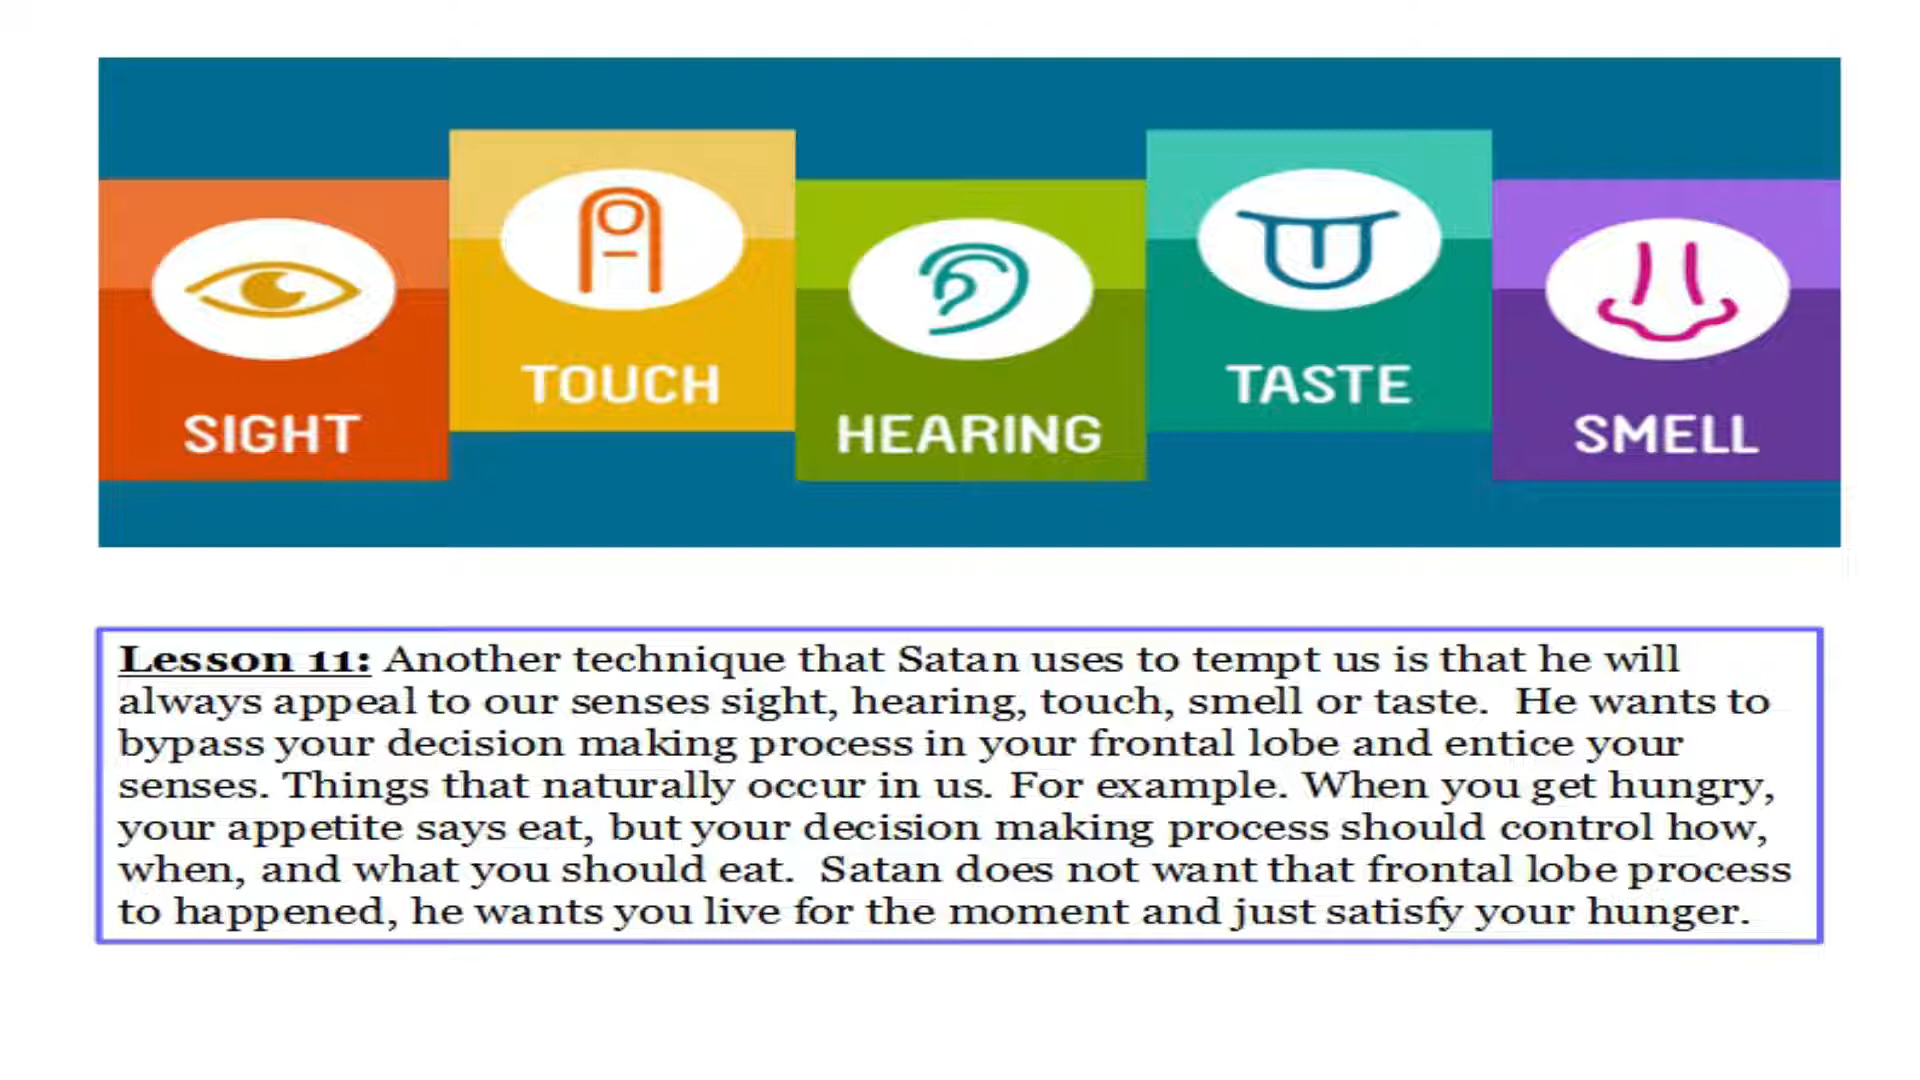 SIGHT
TOUCH
HEARING
TASTE
SMELL
Lesson 11: Another technique that Satan uses to tempt us is that he will
always appeal to our senses sight, hearing, touch, smell or taste.  He wants to
bypass your decision making process in your frontal lobe and entice your
senses. Things that naturally occur in us. For example. When you get hungry,
your appetite says eat, but your decision making process should control how,
when, and what you should eat.  Satan does not want that frontal lobe process
to happened, he wants you live for the moment and just satisfy your hunger.